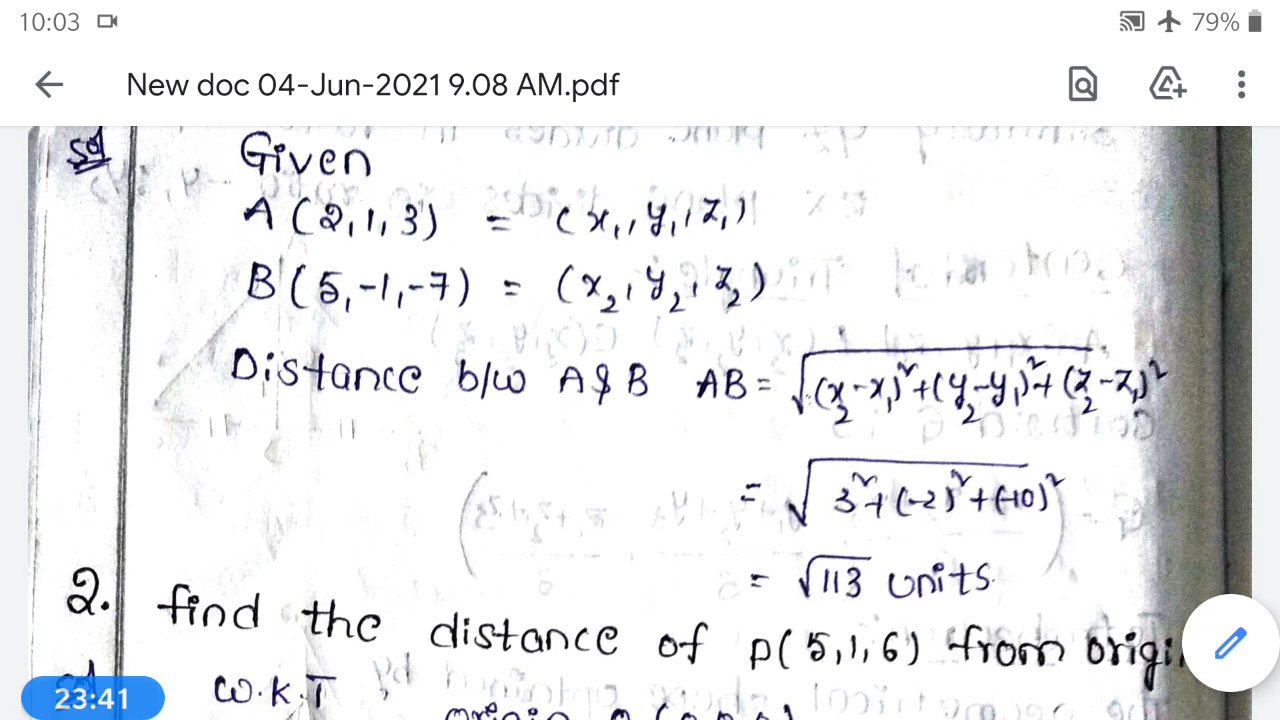 10:03 79%
New doc 04-Jun-2021 9.08 AM.pdf
Sol Given
A (2,1,3) = (x₁, y₁, z₁)
B (5,-1,-7) = (x₂, y₂, z₂)
Distance b/w A & B AB = √(x₂-x₁)²+(y₂-y₁)²+(z₂-z₁)²
= √3²+(-2)²+(-10)²
= √113 units.
2. find the distance of P(5,1,6) from origi
W.K.T
23:41